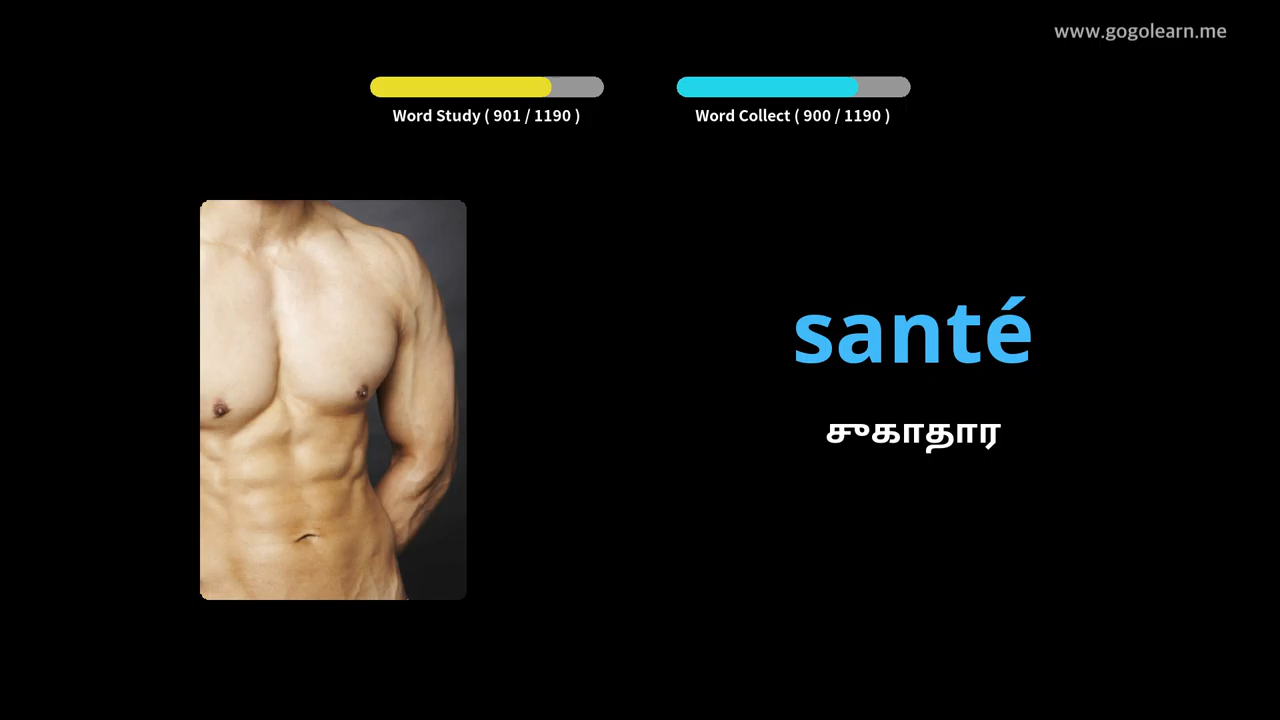 www.gogolearn.me
Word Study ( 901 / 1190 )
Word Collect ( 900 / 1190 )
santé
சுகாதார